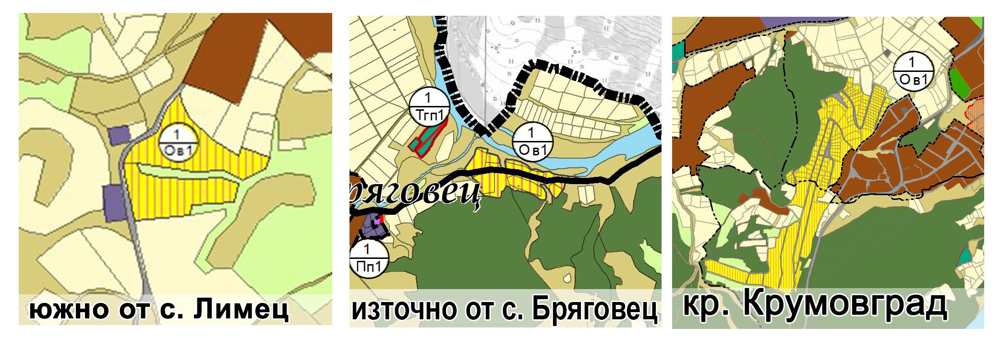 1
Ов1
южно от с. Лимец
1
Тгп1
1
Ов1
ряговец
1
Пп1
източно от с. Бряговец
1
Ов1
кр. Крумовград